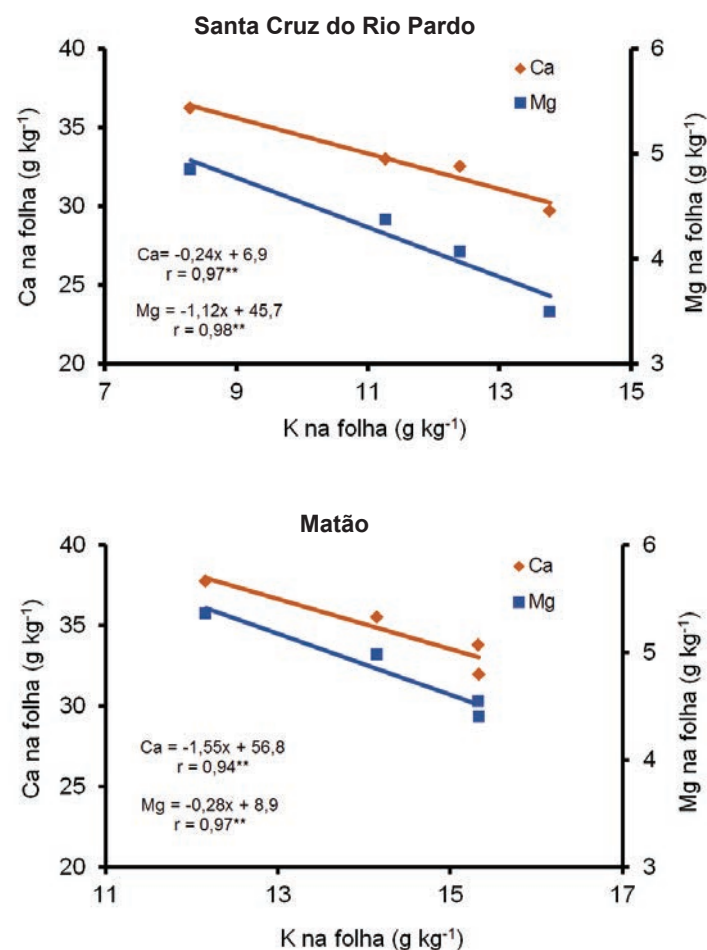 Santa Cruz do Rio Pardo
40
35
30
25
20
Ca na folha (g kg⁻¹)
Ca
Mg
Ca= -0,24x + 6,9
r = 0,97**
Mg = -1,12x + 45,7
r = 0,98**
6
5
4
3
Mg na folha (g kg⁻¹)
7 9 11 13 15
K na folha (g kg⁻¹)
Matão
40
35
30
25
20
Ca na folha (g kg⁻¹)
Ca
Mg
Ca = -1,55x + 56,8
r = 0,94**
Mg = -0,28x + 8,9
r = 0,97**
6
5
4
3
Mg na folha (g kg⁻¹)
11 13 15 17
K na folha (g kg⁻¹)